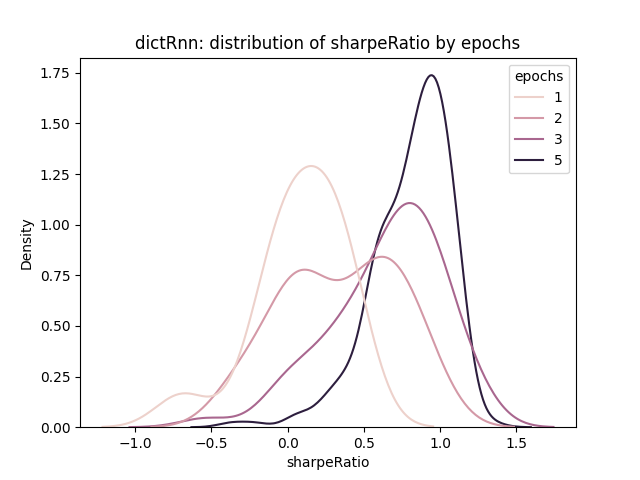 dictRnn: distribution of sharpeRatio by epochs
epochs
1
2
3
5
Density
1.75
1.50
1.25
1.00
0.75
0.50
0.25
0.00
−1.0 −0.5 0.0 0.5 1.0 1.5
sharpeRatio